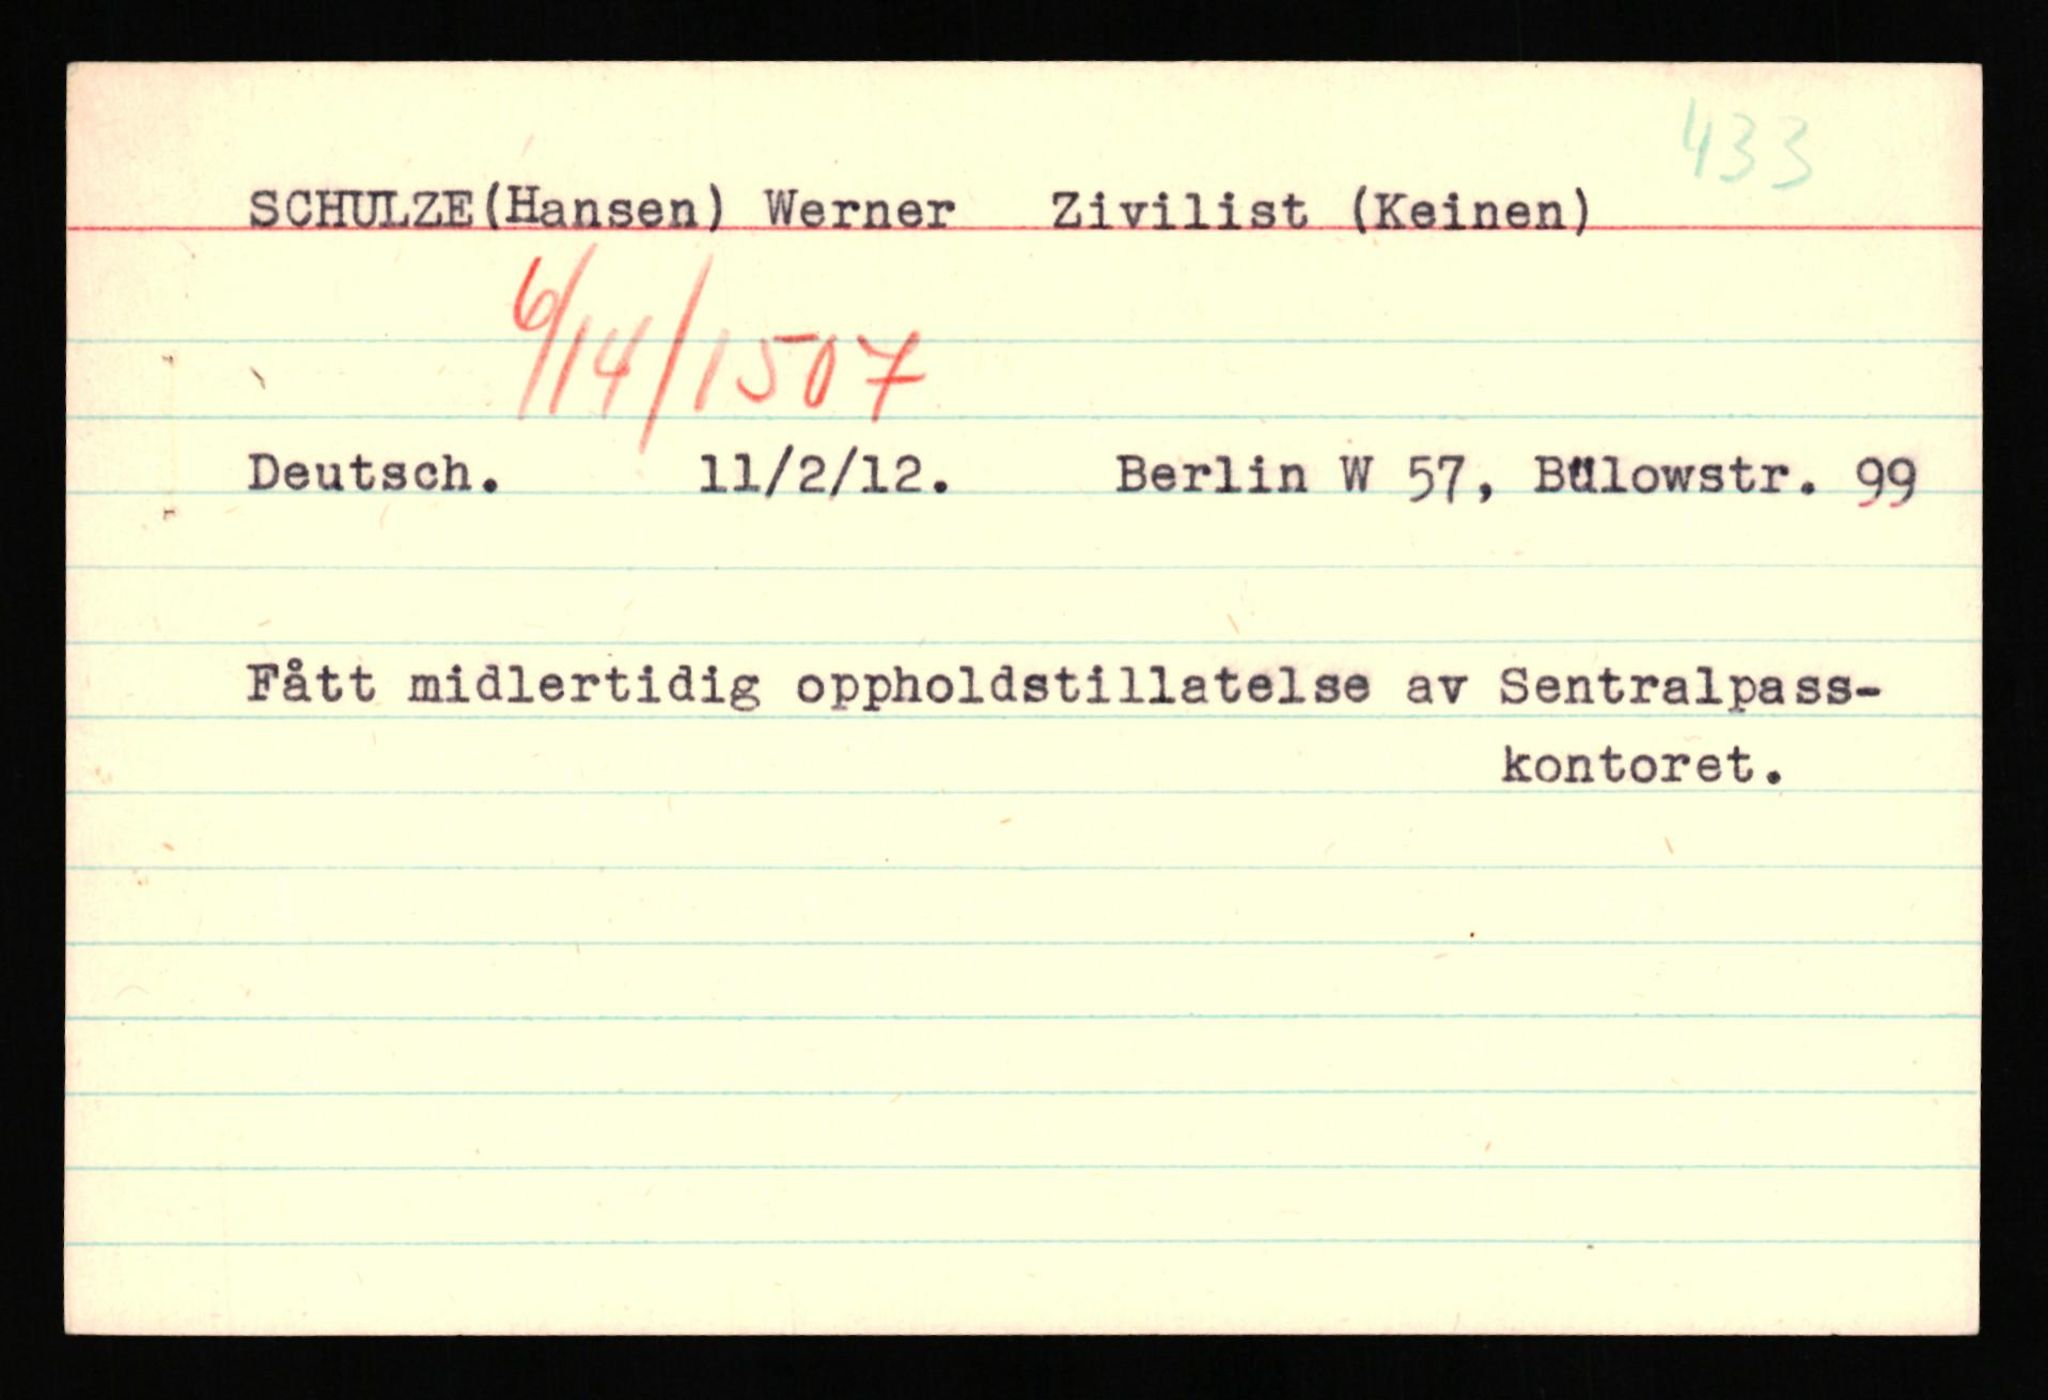 433
SCHULZE(Hansen) Werner Zivilist (Keinen)
6/14/1507
Deutsch. 11/2/12. Berlin W 57, Bülowstr. 99
Fått midlertidig oppholdstillatelse av Sentralpass-
kontoret.